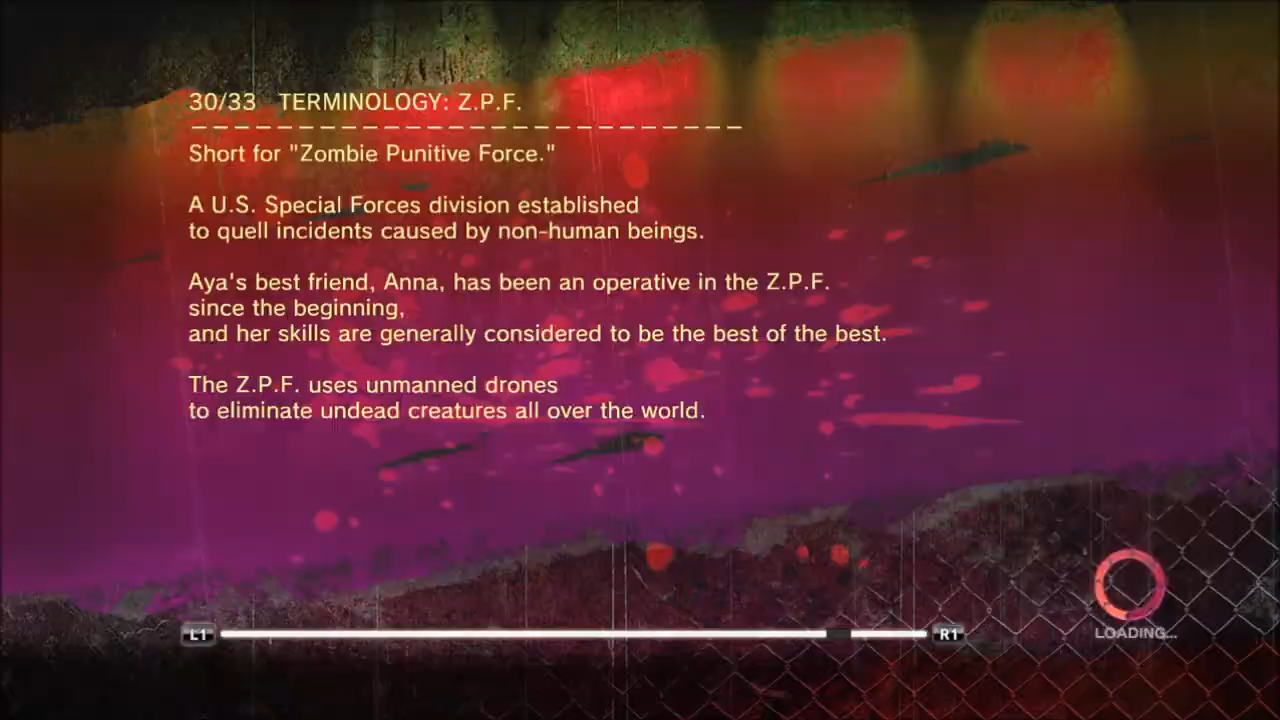 30/33 TERMINOLOGY: Z.P.F.
--------------------------
Short for "Zombie Punitive Force."
A U.S. Special Forces division established
to quell incidents caused by non-human beings.
Aya's best friend, Anna, has been an operative in the Z.P.F.
since the beginning,
and her skills are generally considered to be the best of the best.
The Z.P.F. uses unmanned drones
to eliminate undead creatures all over the world.
L1 R1
LOADING...